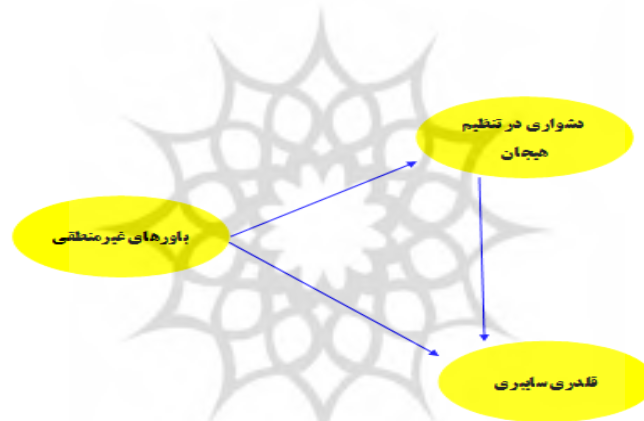 دشواری در تنظیم
هیجان
باورهای غیرمنطقی
قلدری سایبری